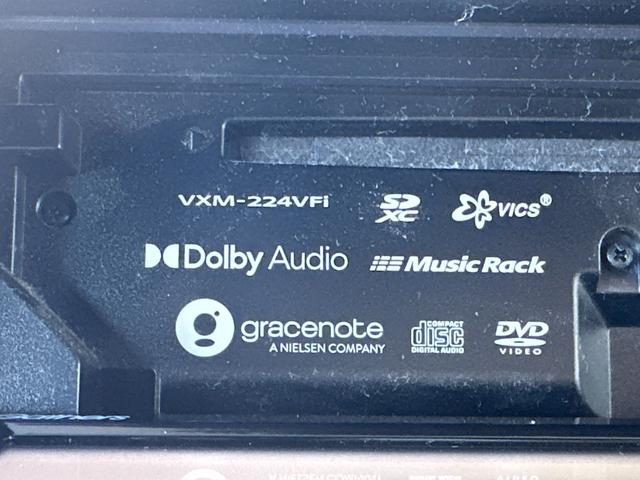 VXM-224VFi SD XC VICS®
Dolby Audio Music Rack
gracenote COMPACT disc DIGITAL AUDIO DVD VIDEO
A NIELSEN COMPANY